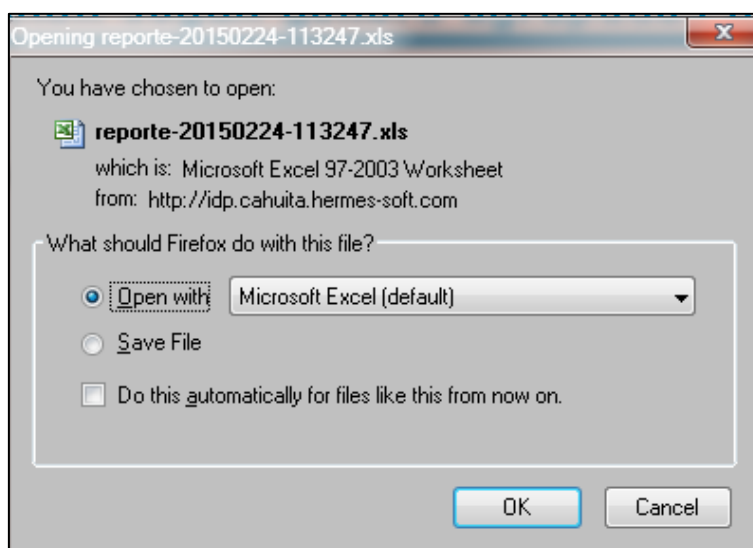 Opening reporte-20150224-113247.xls
You have chosen to open:
reporte-20150224-113247.xls
which is: Microsoft Excel 97-2003 Worksheet
from: http://idp.cahuita.hermes-soft.com
What should Firefox do with this file?
Open with Microsoft Excel (default)
Save File
Do this automatically for files like this from now on.
OK Cancel